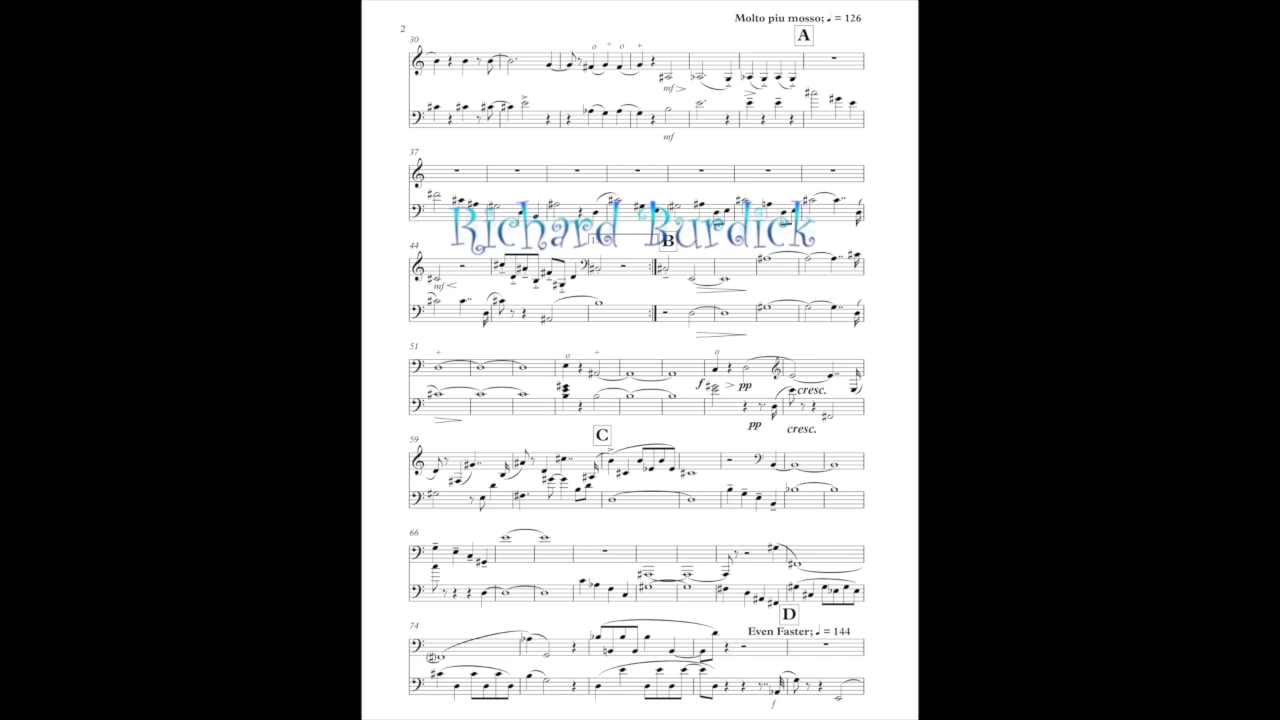 Molto piu mosso; ♩ = 126
2
A
30
o + o +
mf
mf
37
Richard Burdick
44
1.
B
mf
51
+ o + o
f pp cresc.
pp cresc.
C
59
66
D
Even Faster; ♩ = 144
74
f